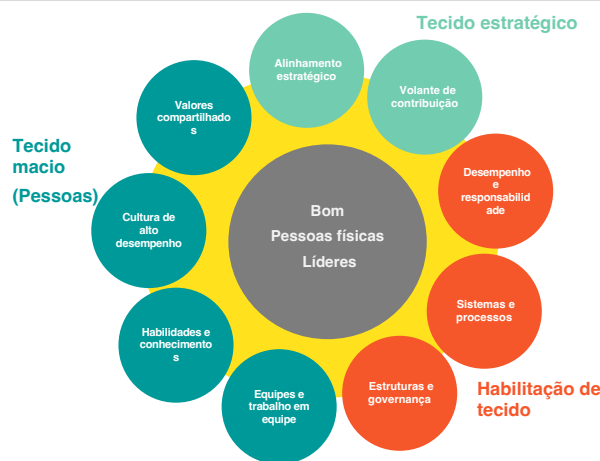 Tecido estratégico
Alinhamento
estratégico
Volante de
contribuição
Valores
compartilhado
s
Tecido
macio
(Pessoas)
Desempenho
e
responsabilid
ade
Bom
Pessoas físicas
Líderes
Cultura de
alto
desempenho
Sistemas e
processos
Habilidades e
conhecimento
s
Equipes e
trabalho em
equipe
Estruturas e
governança
Habilitação de
tecido